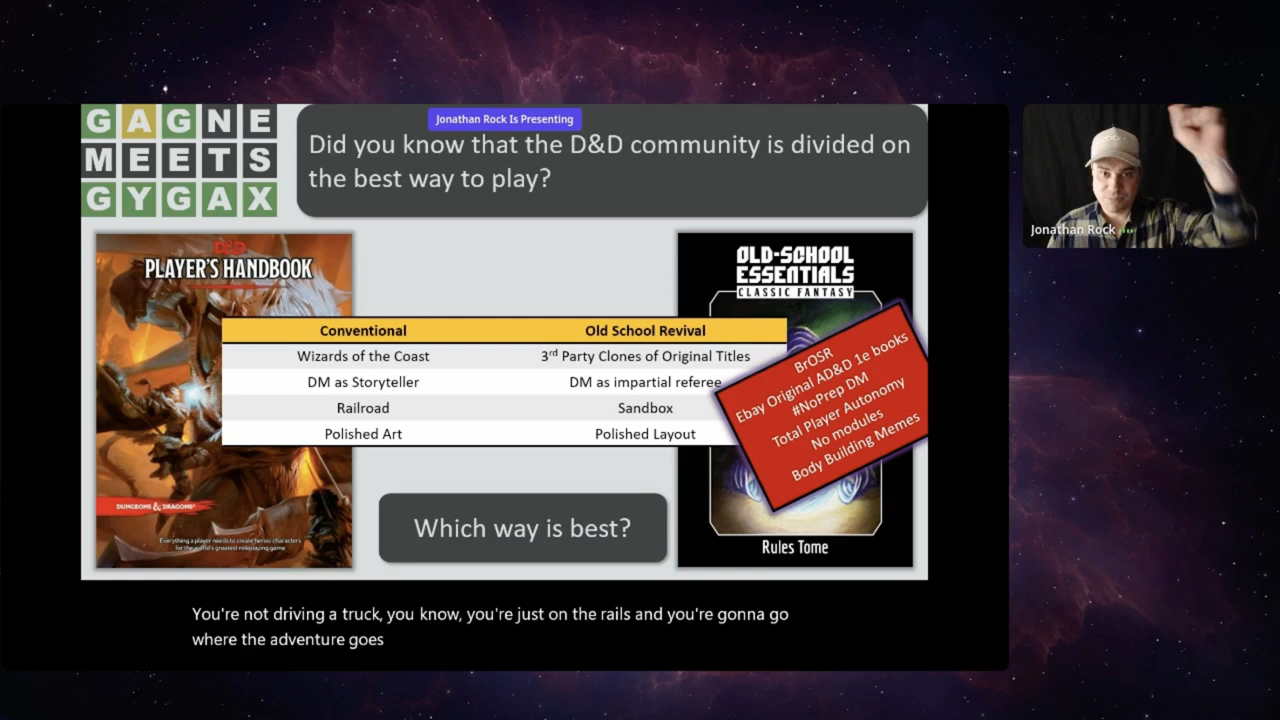 GAGNE
MEETS
GYGAX
Jonathan Rock Is Presenting
Did you know that the D&D community is divided on
the best way to play?
D&D
PLAYER'S HANDBOOK
DUNGEONS & DRAGONS®
Everything a player needs to create heroic characters
for the world's greatest roleplaying game
OLD-SCHOOL
ESSENTIALS
CLASSIC FANTASY
Conventional Old School Revival
Wizards of the Coast 3rd Party Clones of Original Titles
DM as Storyteller DM as impartial referee
Railroad Sandbox
Polished Art Polished Layout
BrOSR
Ebay Original AD&D 1e books
#NoPrep DM
Total Player Autonomy
No modules
Body Building Memes
Which way is best?
Rules Tome
Jonathan Rock
You're not driving a truck, you know, you're just on the rails and you're gonna go
where the adventure goes